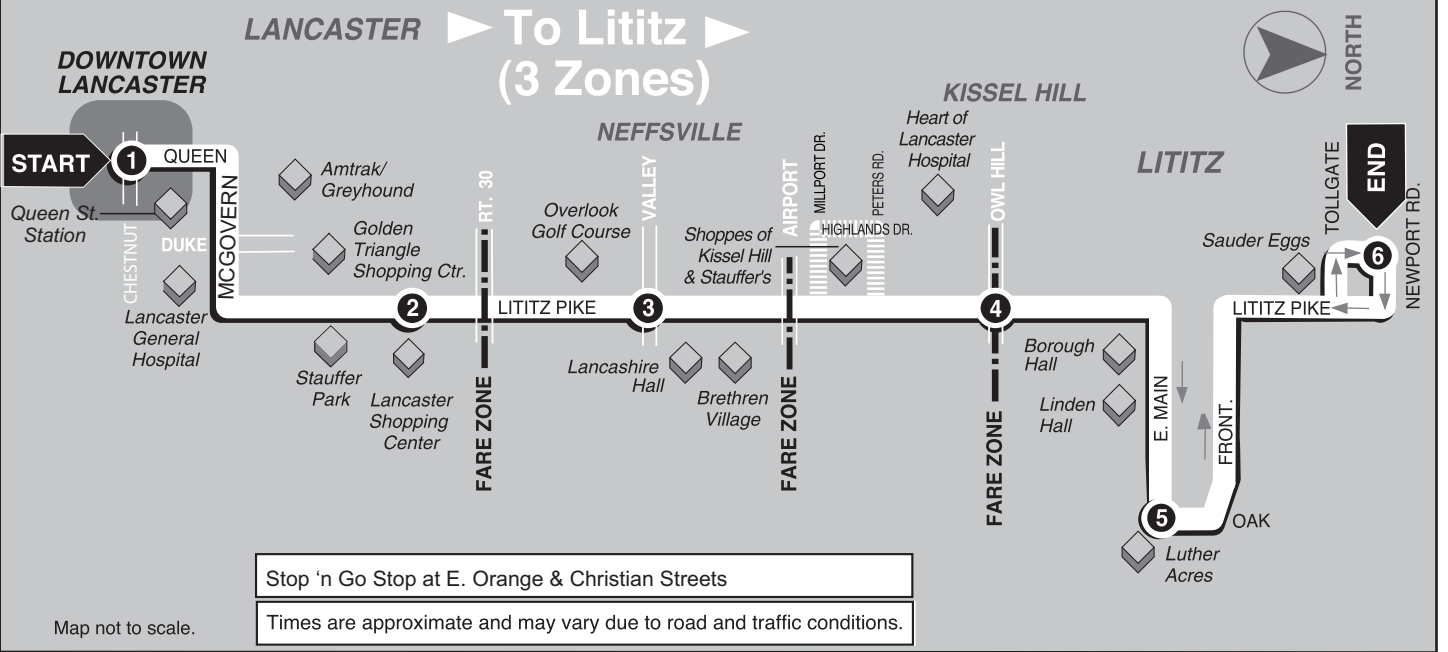 LANCASTER
To Lititz
(3 Zones)
NORTH
DOWNTOWN
LANCASTER
KISSEL HILL
NEFFSVILLE
LITITZ
START
1
QUEEN
MCGOVERN
Queen St.
Station
CHESTNUT
DUKE
Lancaster
General
Hospital
Amtrak/
Greyhound
Golden
Triangle
Shopping Ctr.
2
Stauffer
Park
Lancaster
Shopping
Center
RT. 30
FARE ZONE
LITITZ PIKE
Overlook
Golf Course
VALLEY
3
Lancashire
Hall
Brethren
Village
Shoppes of
Kissel Hill
& Stauffer's
AIRPORT
FARE ZONE
MILLPORT DR.
HIGHLANDS DR.
PETERS RD.
Heart of
Lancaster
Hospital
OWL HILL
4
FARE ZONE
Borough
Hall
Linden
Hall
E. MAIN
5
Luther
Acres
OAK
FRONT.
LITITZ PIKE
Sauder Eggs
TOLLGATE
END
6
NEWPORT RD.
Stop ‘n Go Stop at E. Orange & Christian Streets
Times are approximate and may vary due to road and traffic conditions.
Map not to scale.